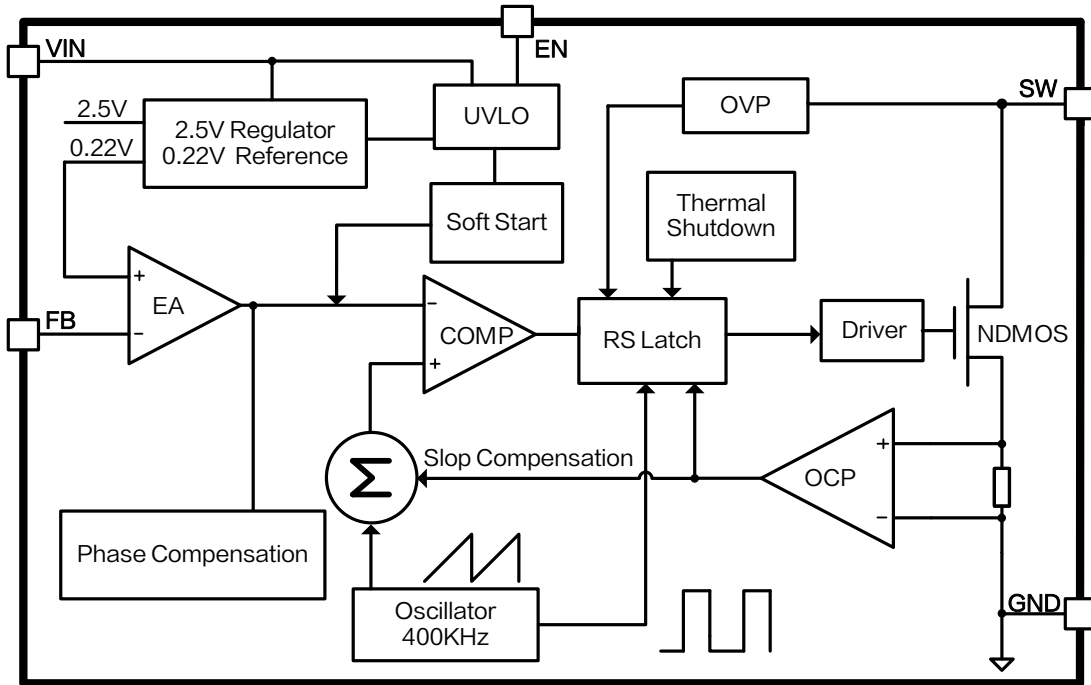 VIN
EN
SW
2.5V
0.22V
2.5V Regulator
0.22V Reference
UVLO
OVP
Soft Start
Thermal
Shutdown
+
EA
-
FB
-
COMP
+
RS Latch
Driver
NDMOS
Slop Compensation
Σ
+
OCP
-
Phase Compensation
Oscillator
400KHz
GND